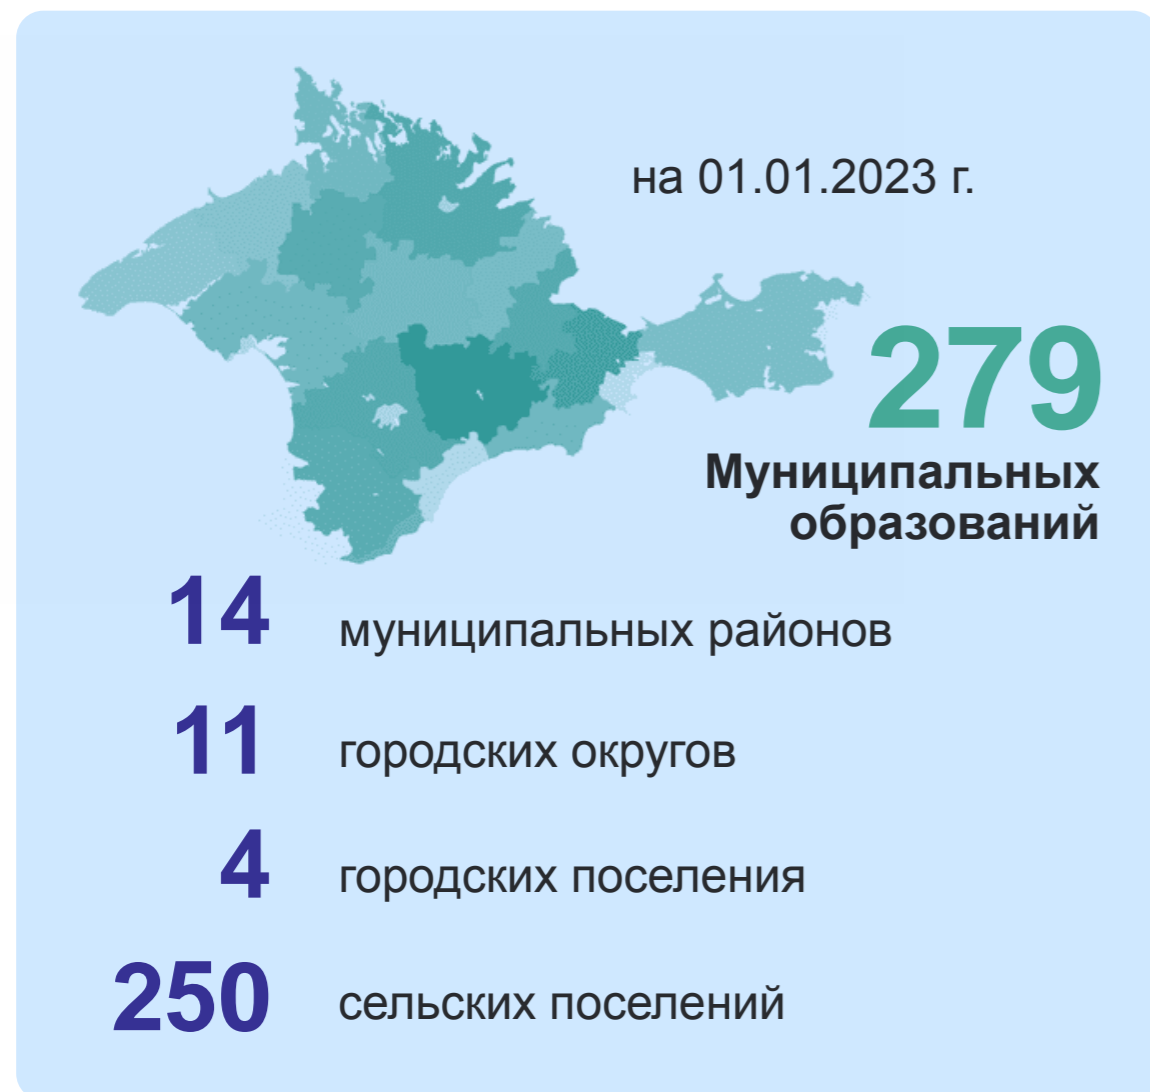 на 01.01.2023 г.
279
Муниципальных
образований
14 муниципальных районов
11 городских округов
4 городских поселения
250 сельских поселений